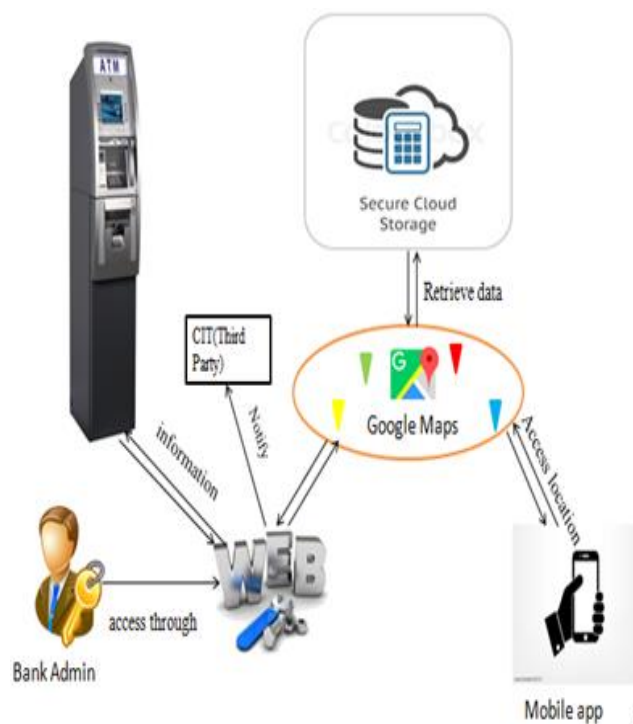 ATM
Secure Cloud
Storage
Retrieve data
CIT(Third
Party)
G
Google Maps
Notify
information
Access location
WEB
access through
Bank Admin
Mobile app